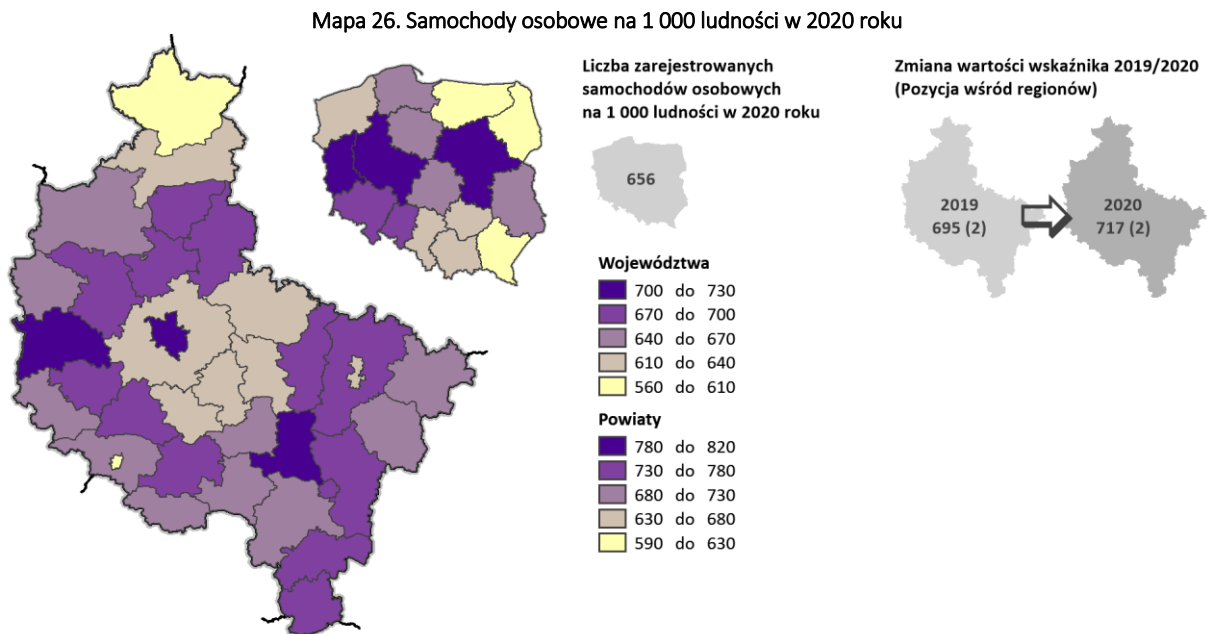 Mapa 26. Samochody osobowe na 1 000 ludności w 2020 roku
Liczba zarejestrowanych
samochodów osobowych
na 1 000 ludności w 2020 roku
656
Zmiana wartości wskaźnika 2019/2020
(Pozycja wśród regionów)
2019
695 (2)
2020
717 (2)
Województwa
700 do 730
670 do 700
640 do 670
610 do 640
560 do 610
Powiaty
780 do 820
730 do 780
680 do 730
630 do 680
590 do 630